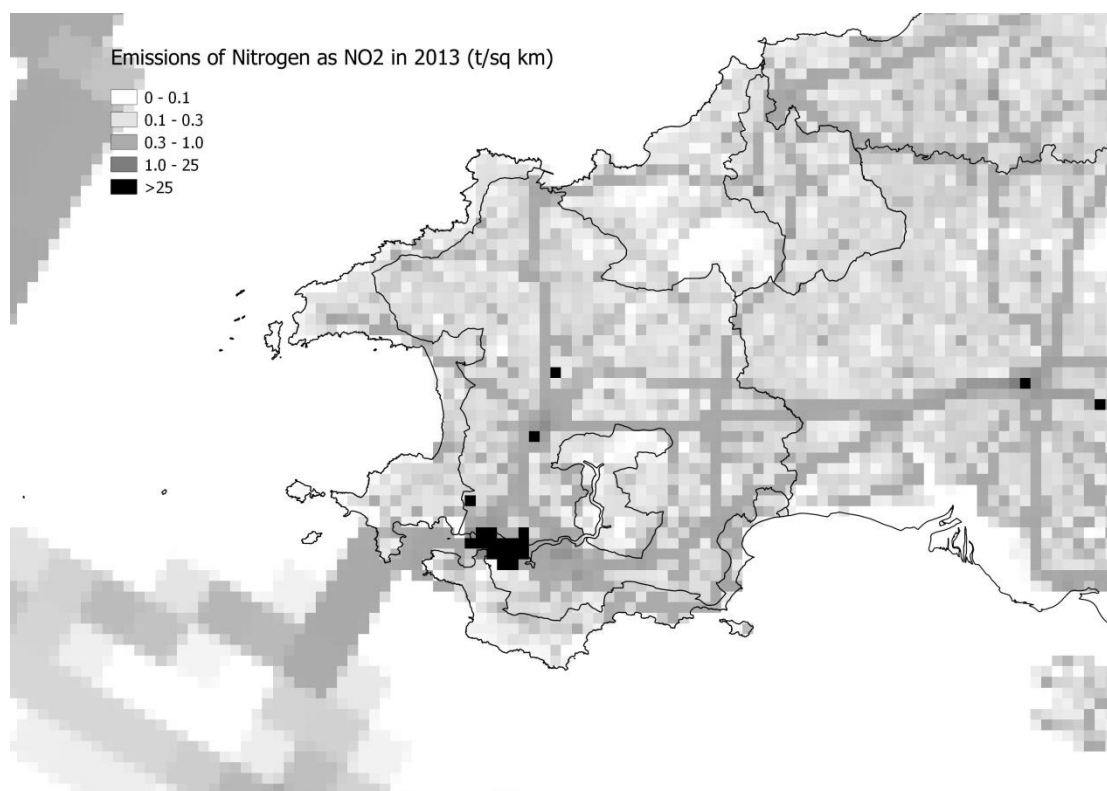 Emissions of Nitrogen as NO2 in 2013 (t/sq km)
0 - 0.1
0.1 - 0.3
0.3 - 1.0
1.0 - 25
>25